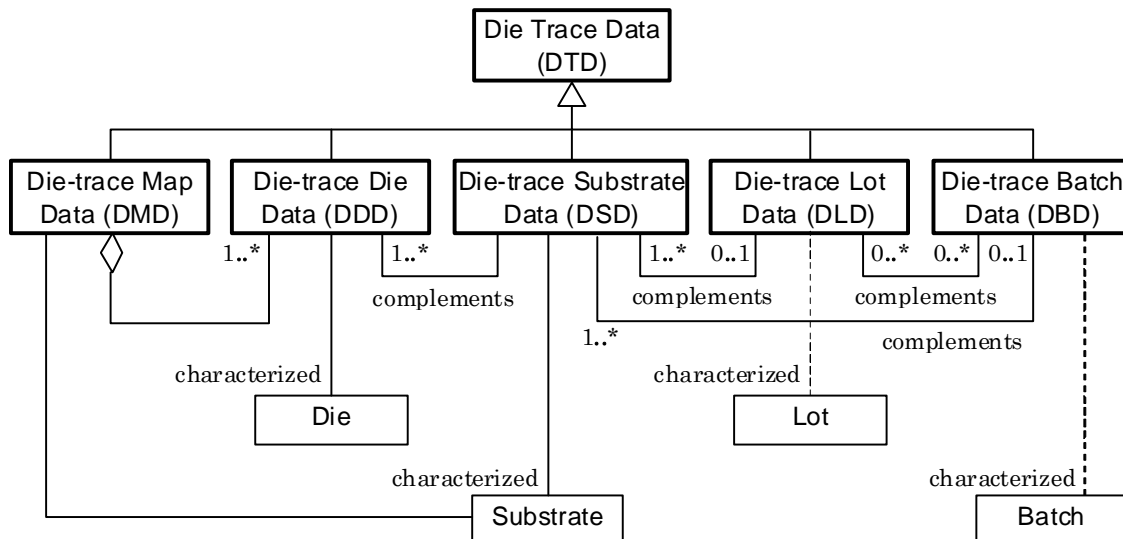 Die Trace Data
(DTD)
Die-trace Map
Data (DMD)
Die-trace Die
Data (DDD)
Die-trace Substrate
Data (DSD)
Die-trace Lot
Data (DLD)
Die-trace Batch
Data (DBD)
1..*
1..*
1..*
0..1
0..*
0..*
0..1
complements
complements
complements
1..*
complements
characterized
characterized
Die
Lot
characterized
characterized
Substrate
Batch